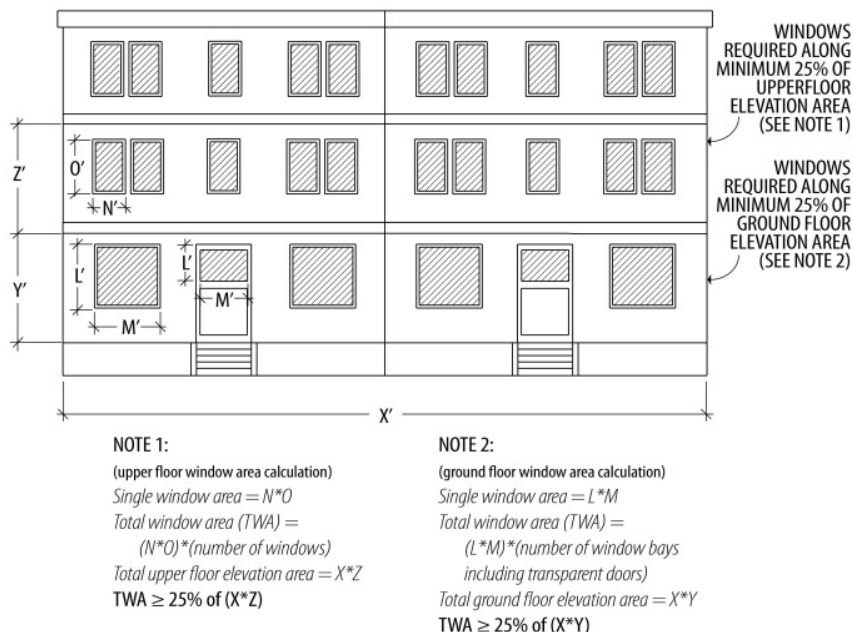 WINDOWS
REQUIRED ALONG
MINIMUM 25% OF
UPPERFLOOR
ELEVATION AREA
(SEE NOTE 1)
WINDOWS
REQUIRED ALONG
MINIMUM 25% OF
GROUND FLOOR
ELEVATION AREA
(SEE NOTE 2)
Z'
O'
N'
Y'
L'
M'
L'
M'
X'
NOTE 1:
(upper floor window area calculation)
Single window area = N*O
Total window area (TWA) =
(N*O)*(number of windows)
Total upper floor elevation area = X*Z
TWA ≥ 25% of (X*Z)
NOTE 2:
(ground floor window area calculation)
Single window area = L*M
Total window area (TWA) =
(L*M)*(number of window bays
including transparent doors)
Total ground floor elevation area = X*Y
TWA ≥ 25% of (X*Y)